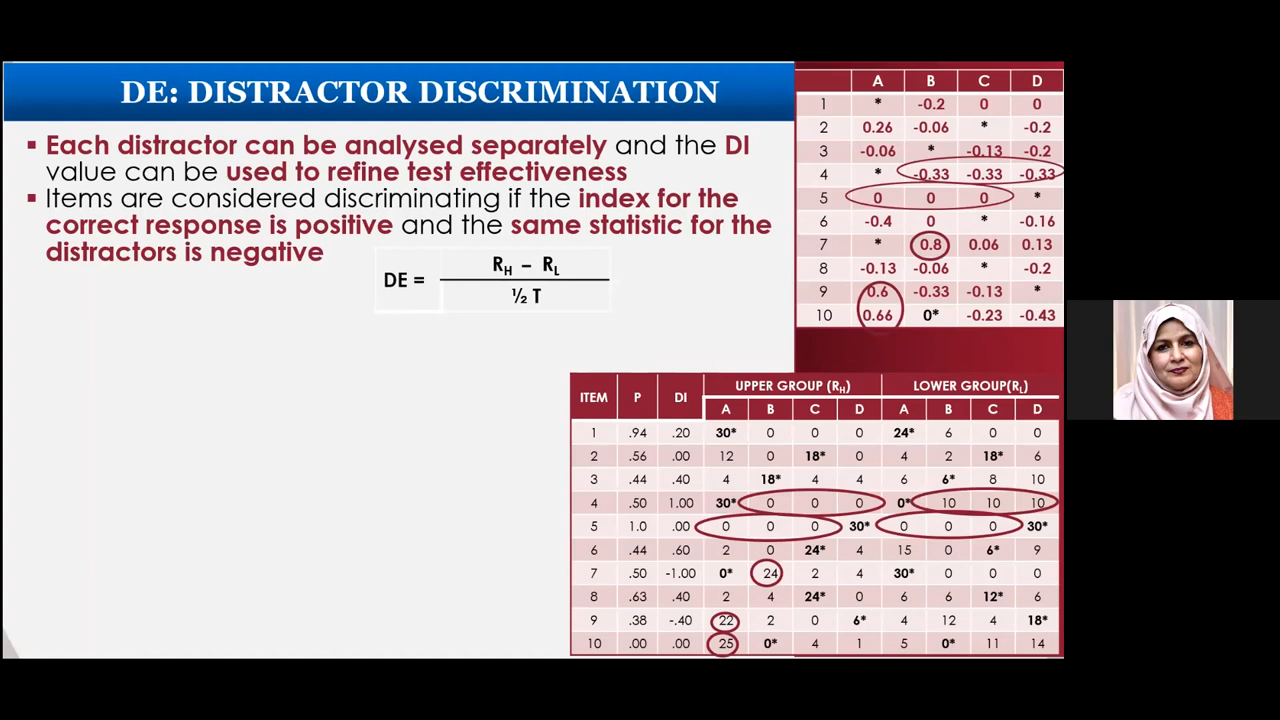 DE: DISTRACTOR DISCRIMINATION
▪ Each distractor can be analysed separately and the DI
value can be used to refine test effectiveness
▪ Items are considered discriminating if the index for the
correct response is positive and the same statistic for the
distractors is negative
DE = R_H – R_L
½ T
A B C D
1 * -0.2 0 0
2 0.26 -0.06 * -0.2
3 -0.06 * -0.13 -0.2
4 * -0.33 -0.33 -0.33
5 0 0 0 *
6 -0.4 0 * -0.16
7 * 0.8 0.06 0.13
8 -0.13 -0.06 * -0.2
9 0.6 -0.33 -0.13 *
10 0.66 0* -0.23 -0.43
ITEM P DI UPPER GROUP (R_H) LOWER GROUP(R_L)
A B C D A B C D
1 .94 .20 30* 0 0 0 24* 6 0 0
2 .56 .00 12 0 18* 0 4 2 18* 6
3 .44 .40 4 18* 4 4 6 6* 8 10
4 .50 1.00 30* 0 0 0 0* 10 10 10
5 1.0 .00 0 0 0 30* 0 0 0 30*
6 .44 .60 2 0 24* 4 15 0 6* 9
7 .50 -1.00 0* 24 2 4 30* 0 0 0
8 .63 .40 2 4 24* 0 6 6 12* 6
9 .38 -.40 22 2 0 6* 4 12 4 18*
10 .00 .00 25 0* 4 1 5 0* 11 14